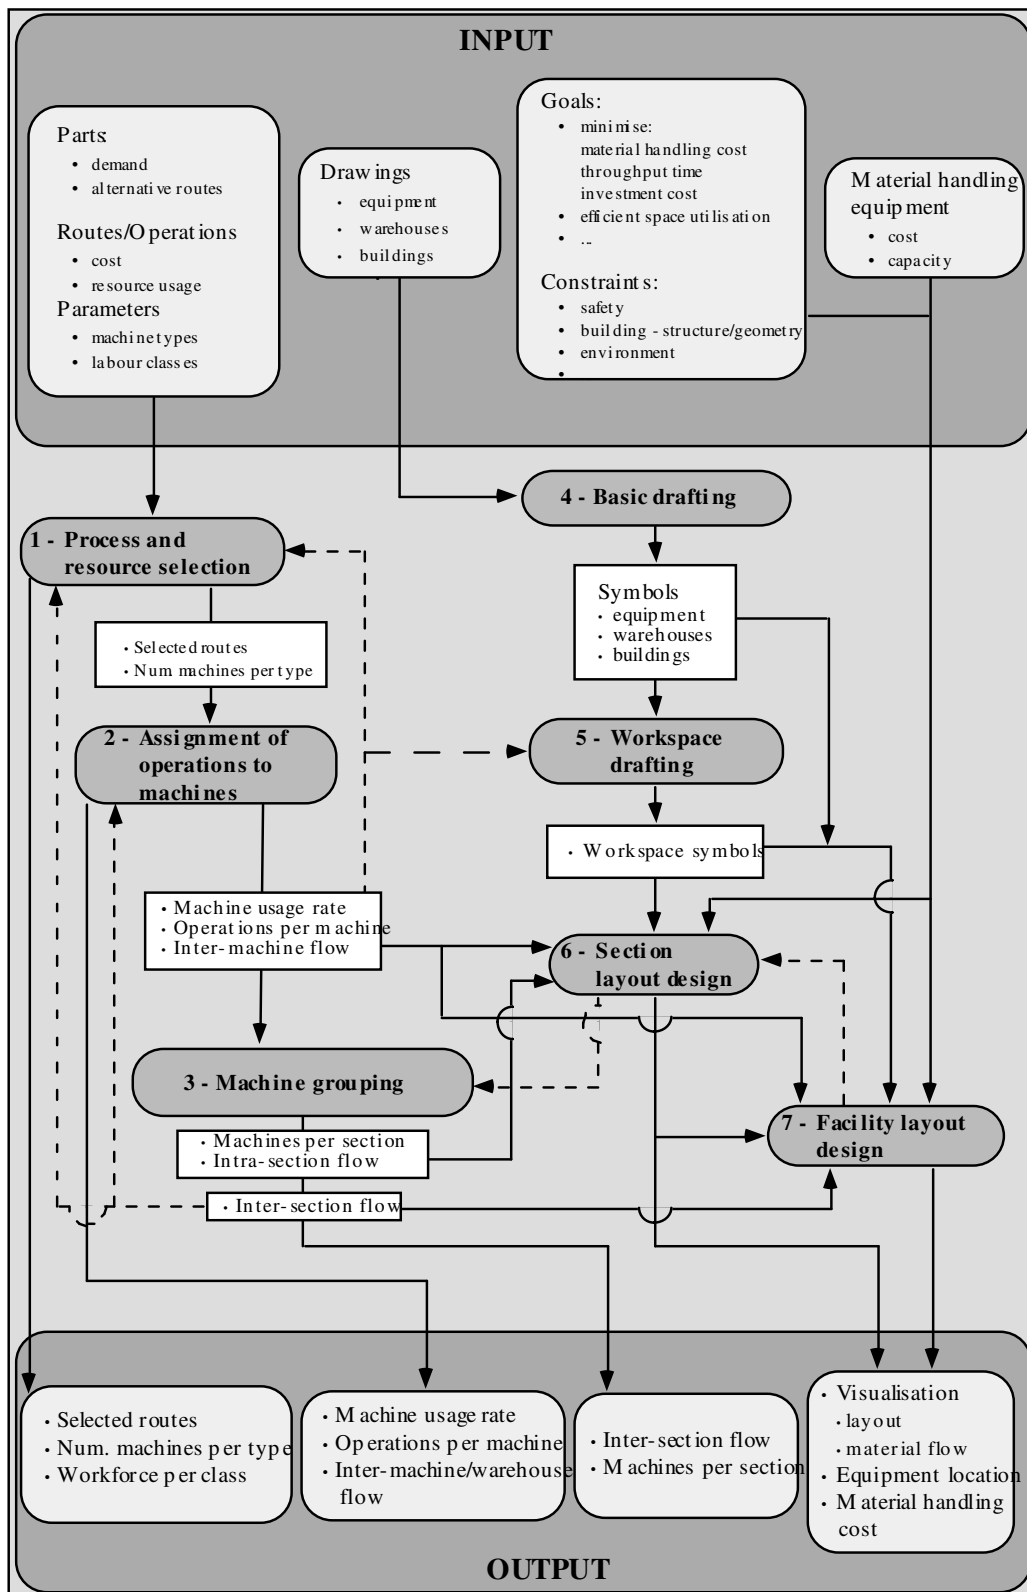 INPUT
Parts:
• demand
• alternative routes
Routes/Operations
• cost
• resource usage
Parameters
• machine types
• labour classes
Drawings
• equipment
• warehouses
• buildings
Goals:
• minimise:
material handling cost
throughput time
investment cost
• efficient space utilisation
• ...
Constraints:
• safety
• building - structure/geometry
• environment
•
Material handling
equipment
• cost
• capacity
4 - Basic drafting
1 - Process and
resource selection
Symbols
• equipment
• warehouses
• buildings
• Selected routes
• Num machines per type
2 - Assignment of
operations to
machines
5 - Workspace
drafting
• Workspace symbols
• Machine usage rate
• Operations per machine
• Inter-machine flow
6 - Section
layout design
3 - Machine grouping
7 - Facility layout
design
• Machines per section
• Intra-section flow
• Inter-section flow
• Selected routes
• Num. machines per type
• Workforce per class
• Machine usage rate
• Operations per machine
• Inter-machine/warehouse
flow
• Inter-section flow
• Machines per section
• Visualisation
• layout
• material flow
• Equipment location
• Material handling
cost
OUTPUT